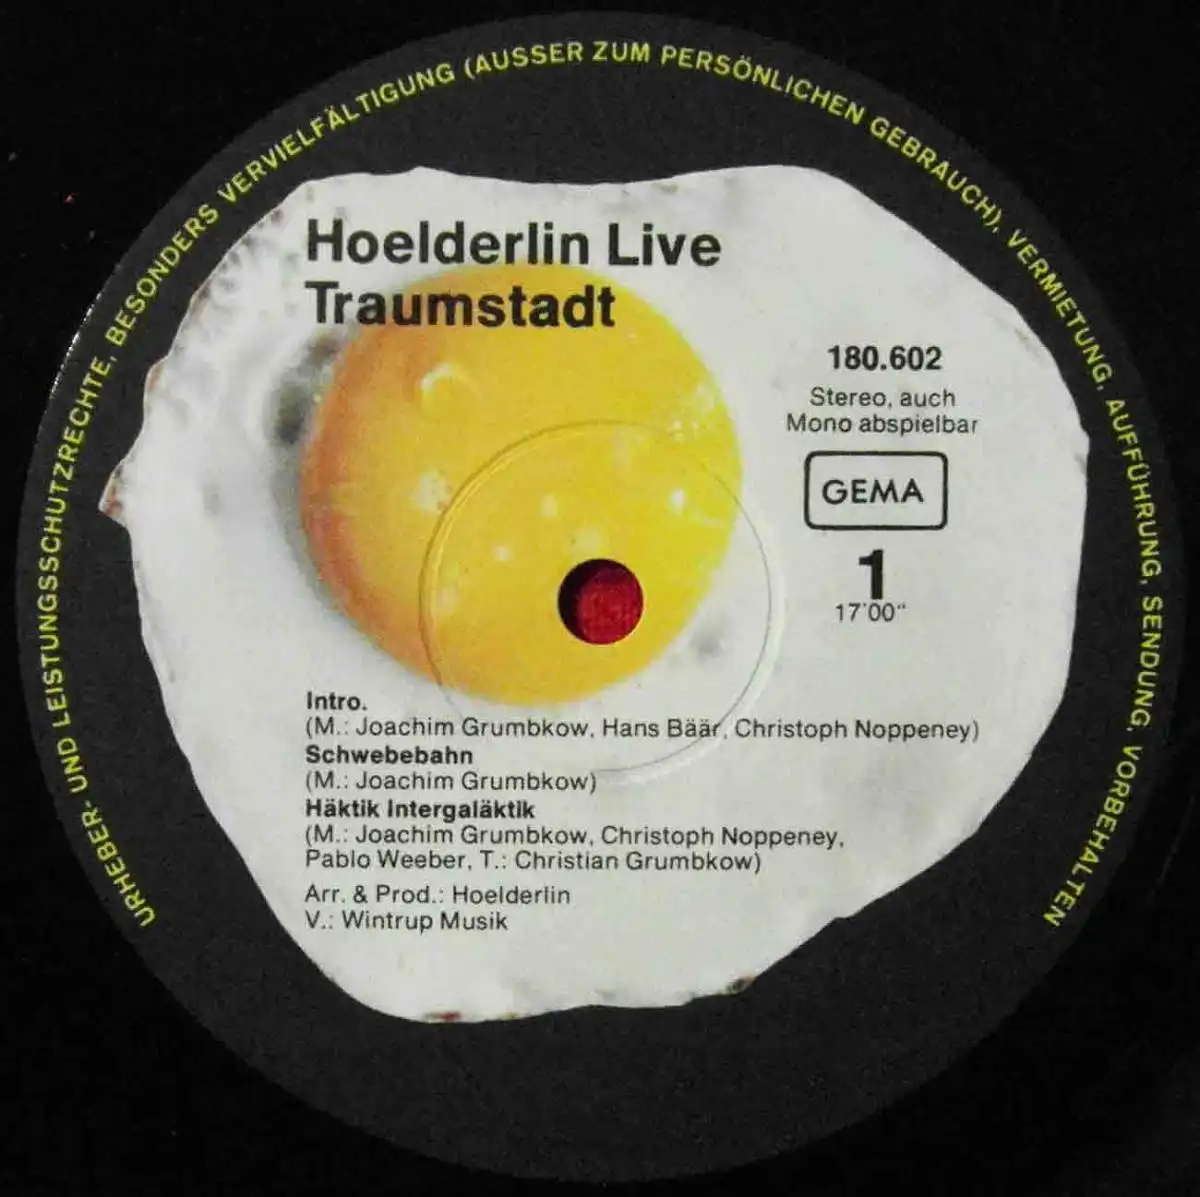 URHEBER- UND LEISTUNGSSCHUTZRECHTE, BESONDERS VERVIELFÄLTIGUNG (AUSSER ZUM PERSÖNLICHEN GEBRAUCH), VERMIETUNG, AUFFÜHRUNG, SENDUNG, VORBEHALTEN
Hoelderlin Live
Traumstadt
180.602
Stereo, auch
Mono abspielbar
GEMA
1
17'00"
Intro.
(M.: Joachim Grumbkow, Hans Bäär, Christoph Noppeney)
Schwebebahn
(M.: Joachim Grumbkow)
Häktik Intergaläktik
(M.: Joachim Grumbkow, Christoph Noppeney,
Pablo Weeber, T.: Christian Grumbkow)
Arr. & Prod.: Hoelderlin
V.: Wintrup Musik